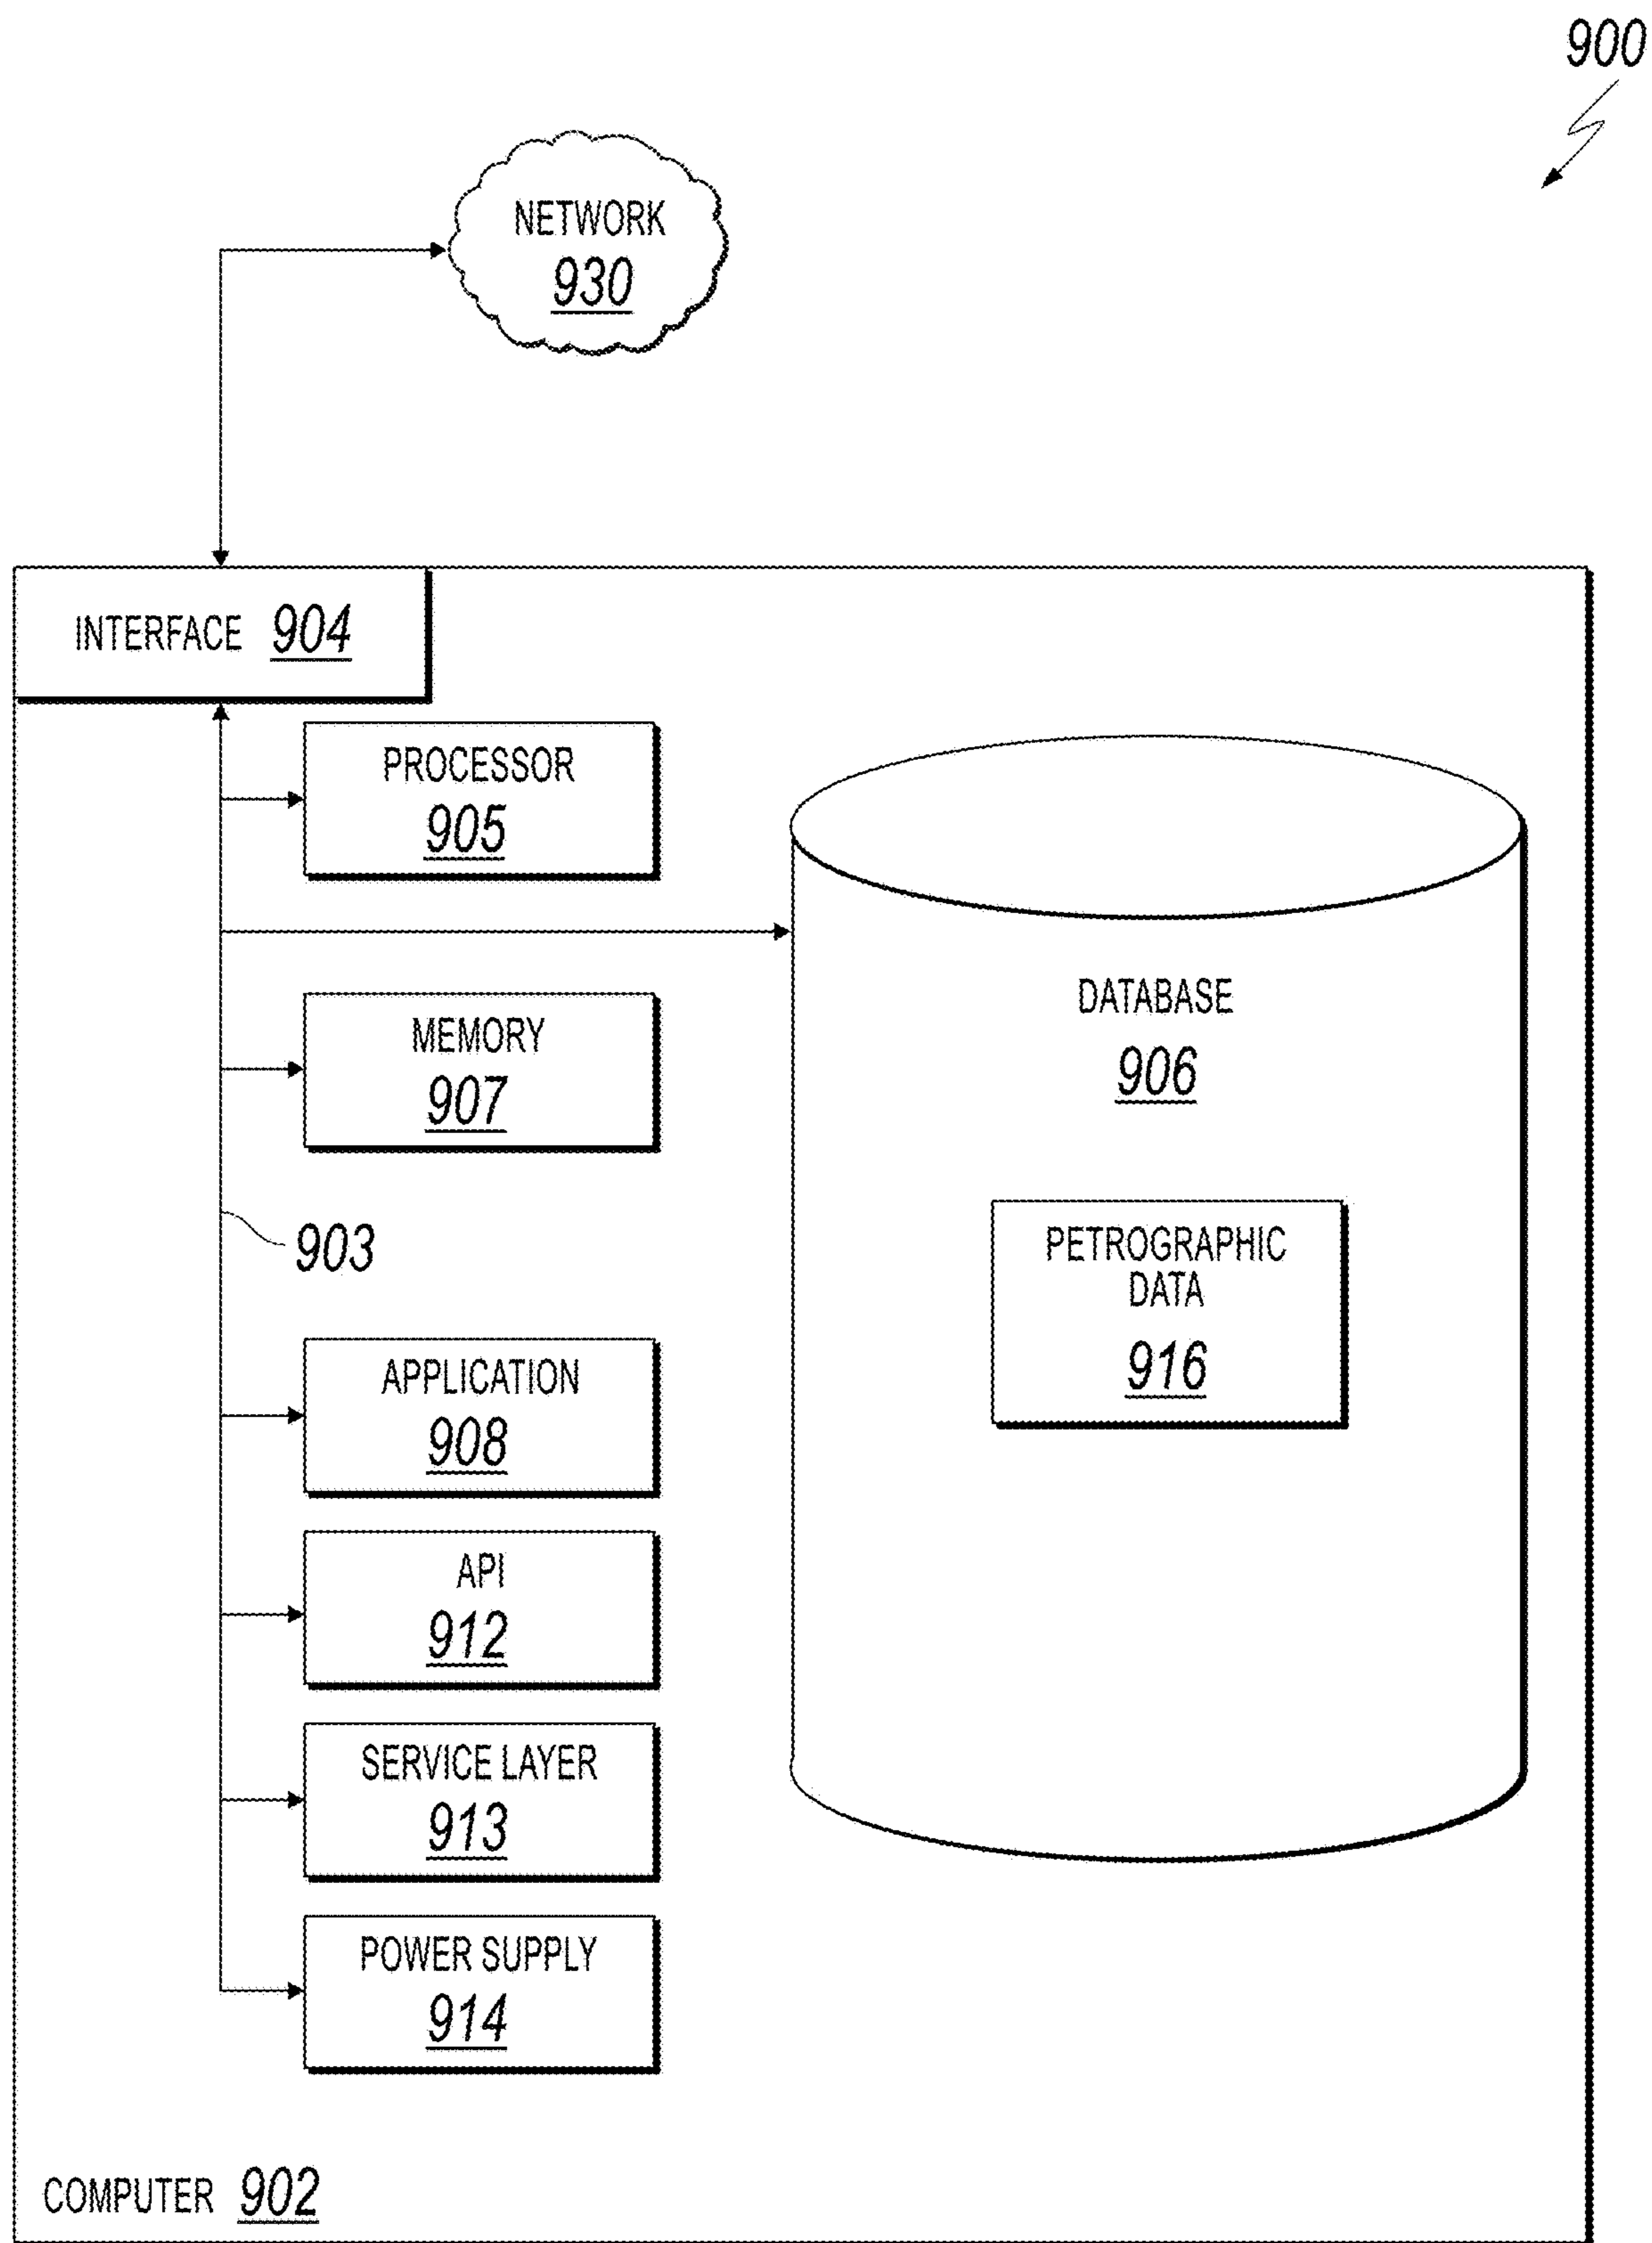 900
NETWORK
930
INTERFACE 904
PROCESSOR
905
DATABASE
906
MEMORY
907
903
PETROGRAPHIC
DATA
916
APPLICATION
908
API
912
SERVICE LAYER
913
POWER SUPPLY
914
COMPUTER 902